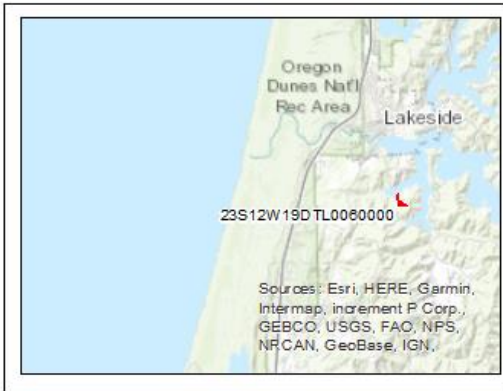 Oregon
Dunes Nat'l
Rec Area
Lakeside
23S12W19DTL0060000
Sources: Esri, HERE, Garmin,
Intermap, increment P Corp.,
GEBCO, USGS, FAO, NPS,
NRCAN, GeoBase, IGN,